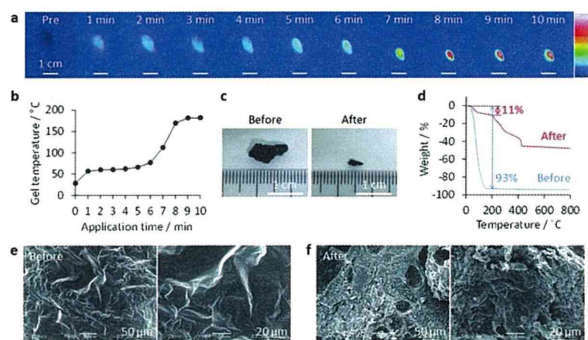 a
Pre 1 min 2 min 3 min 4 min 5 min 6 min 7 min 8 min 9 min 10 min
1 cm
b
Gel temperature / °C
200
150
100
50
0
0 1 2 3 4 5 6 7 8 9 10
Application time / min
c
Before After
1 cm 1 cm
d
Weight / %
0
-20
-40
-60
-80
-100
11%
After
Before
93%
0 200 400 600 800
Temperature / °C
e
Before
50 µm 20 µm
f
After
50 µm 20 µm